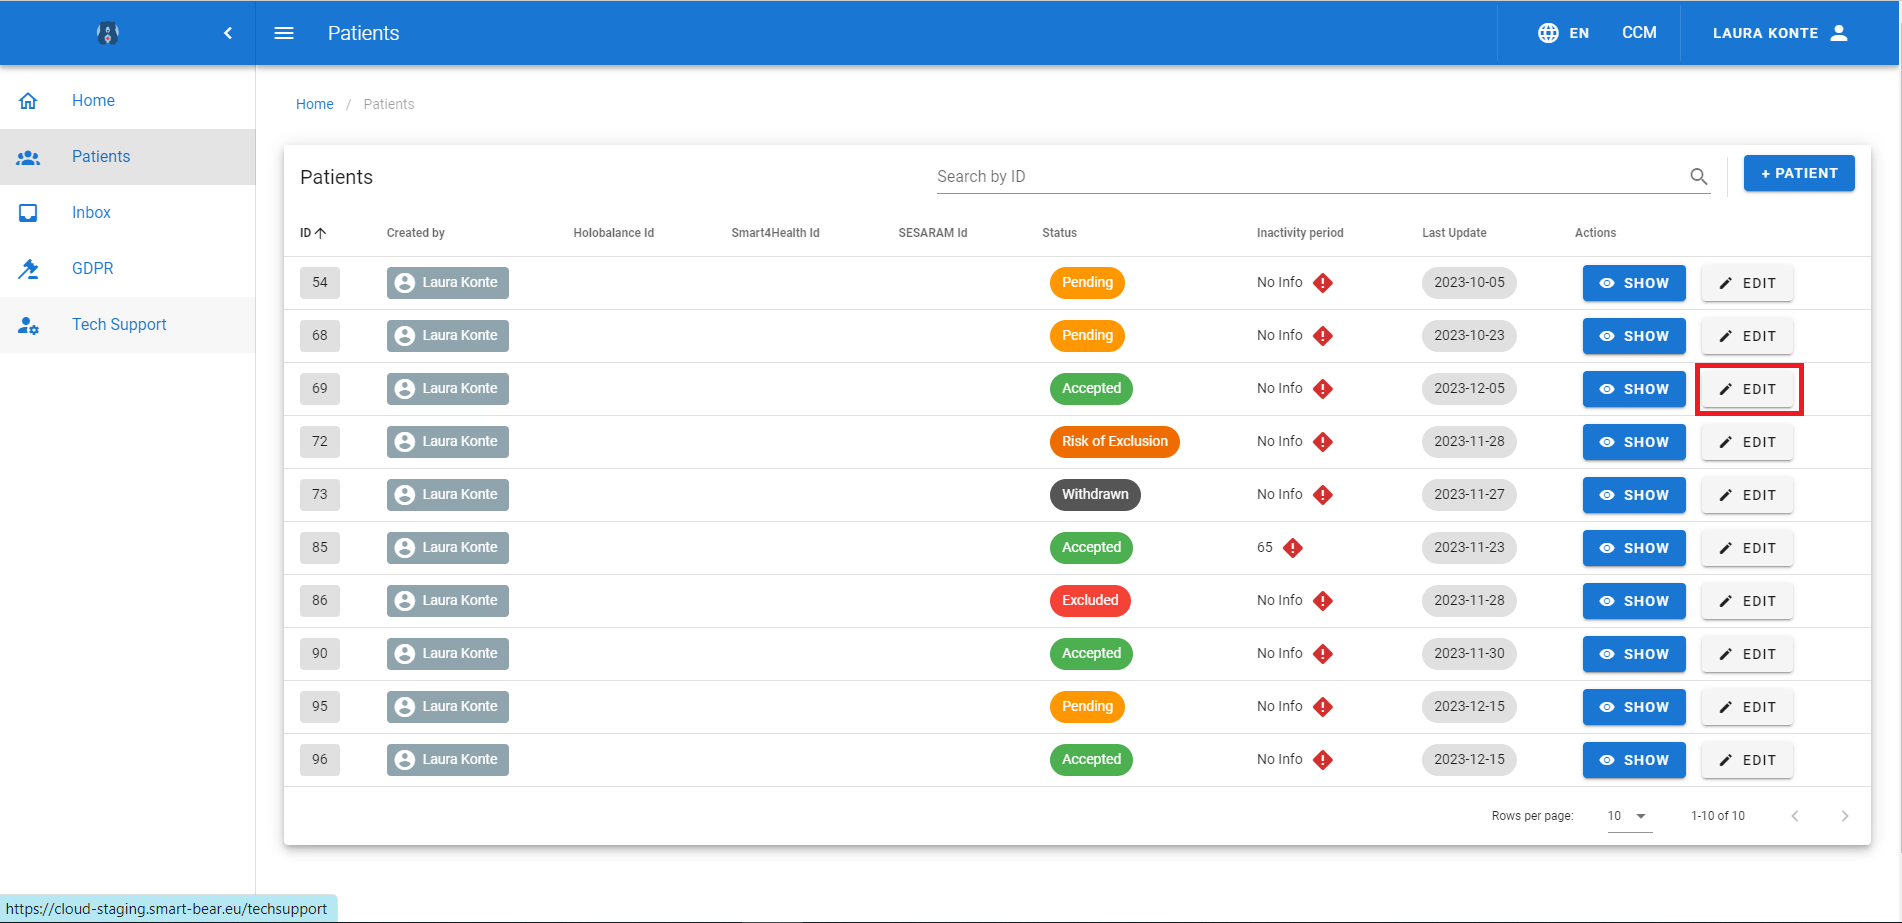 Patients EN CCM LAURA KONTE
Home
Patients
Inbox
GDPR
Tech Support
Home / Patients
Patients Search by ID + PATIENT
ID Created by Holobalance Id Smart4Health Id SESARAM Id Status Inactivity period Last Update Actions
54 Laura Konte Pending No Info 2023-10-05 SHOW EDIT
68 Laura Konte Pending No Info 2023-10-23 SHOW EDIT
69 Laura Konte Accepted No Info 2023-12-05 SHOW EDIT
72 Laura Konte Risk of Exclusion No Info 2023-11-28 SHOW EDIT
73 Laura Konte Withdrawn No Info 2023-11-27 SHOW EDIT
85 Laura Konte Accepted 65 2023-11-23 SHOW EDIT
86 Laura Konte Excluded No Info 2023-11-28 SHOW EDIT
90 Laura Konte Accepted No Info 2023-11-30 SHOW EDIT
95 Laura Konte Pending No Info 2023-12-15 SHOW EDIT
96 Laura Konte Accepted No Info 2023-12-15 SHOW EDIT
Rows per page: 10 1-10 of 10
https://cloud-staging.smart-bear.eu/techsupport